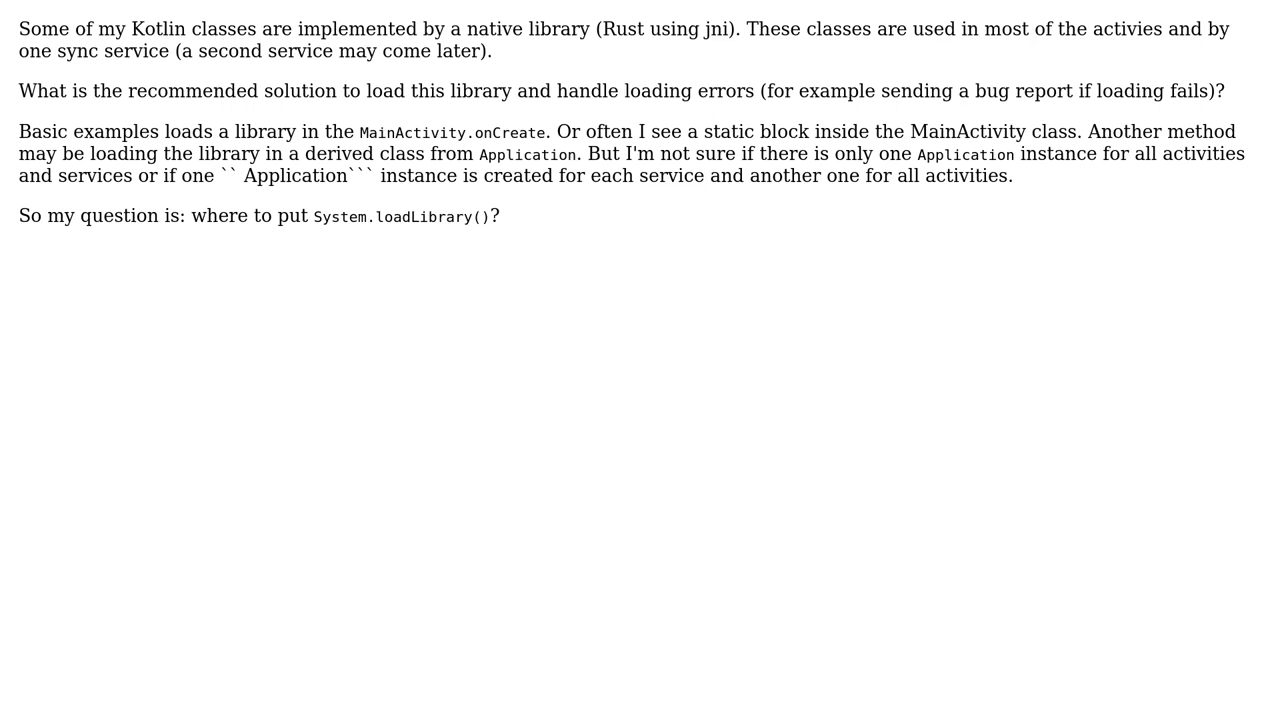 Some of my Kotlin classes are implemented by a native library (Rust using jni). These classes are used in most of the activies and by
one sync service (a second service may come later).
What is the recommended solution to load this library and handle loading errors (for example sending a bug report if loading fails)?
Basic examples loads a library in the MainActivity.onCreate. Or often I see a static block inside the MainActivity class. Another method
may be loading the library in a derived class from Application. But I'm not sure if there is only one Application instance for all activities
and services or if one `` Application``` instance is created for each service and another one for all activities.
So my question is: where to put System.loadLibrary()?